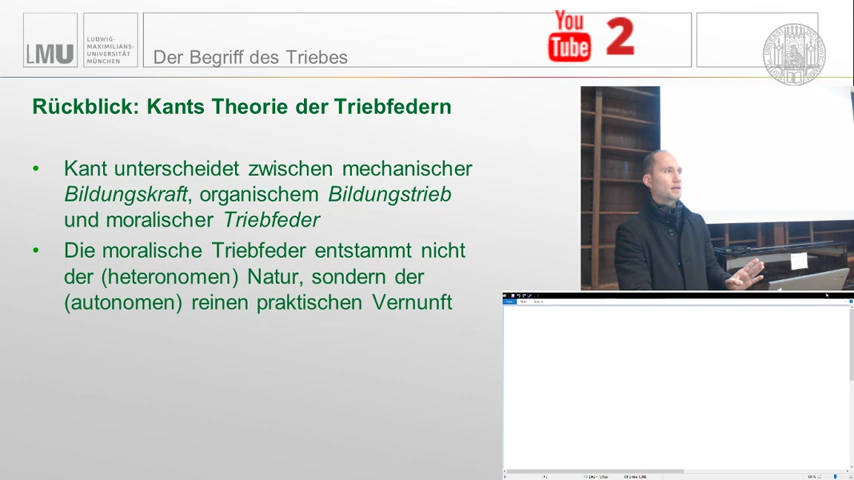 LMU
LUDWIG-
MAXIMILIANS-
UNIVERSITÄT
MÜNCHEN
Der Begriff des Triebes
You
Tube
2
Rückblick: Kants Theorie der Triebfedern
• Kant unterscheidet zwischen mechanischer
Bildungskraft, organischem Bildungstrieb
und moralischer Triebfeder
• Die moralische Triebfeder entstammt nicht
der (heteronomen) Natur, sondern der
(autonomen) reinen praktischen Vernunft